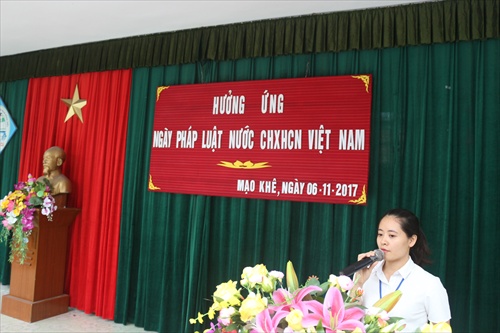 HƯỞNG ỨNG
NGÀY PHÁP LUẬT NƯỚC CHXHCN VIỆT NAM
MẠO KHÊ, NGÀY 06-11-2017